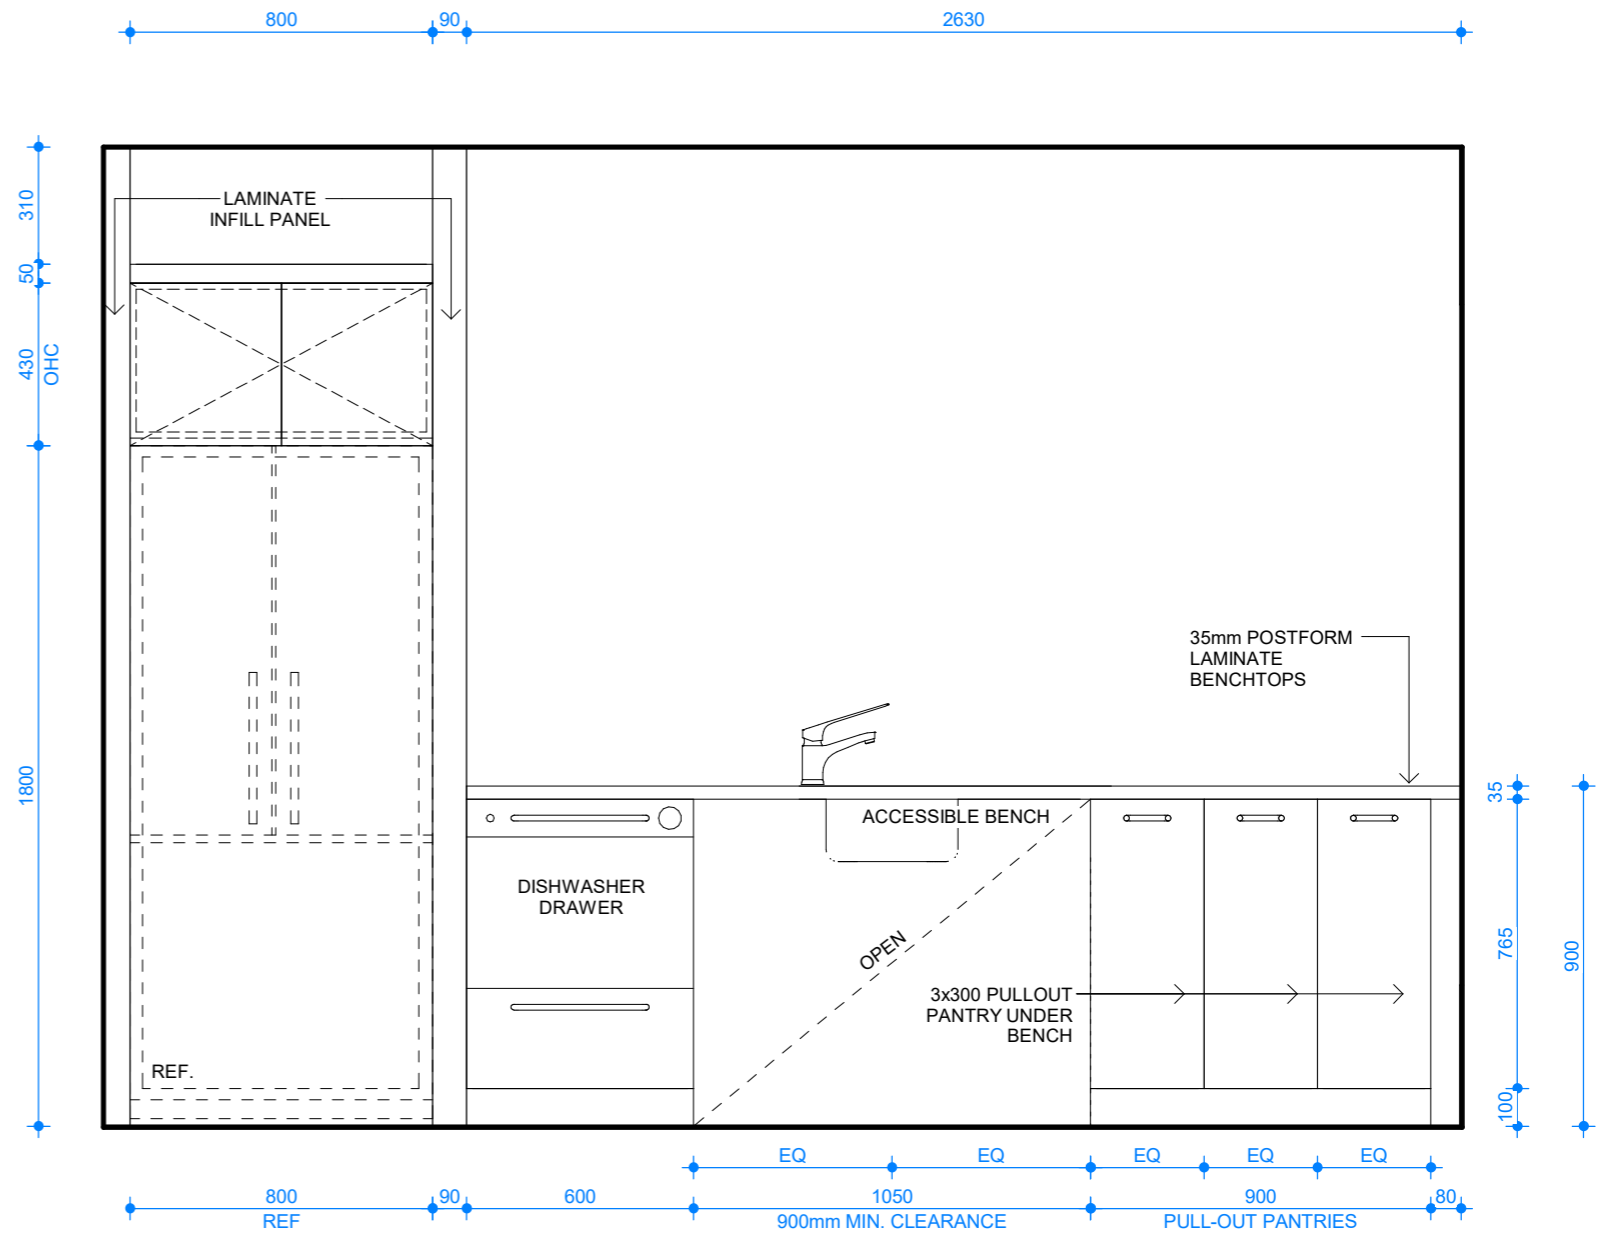 800
90
2630
310
50
430
OHC
1800
LAMINATE
INFILL PANEL
35mm POSTFORM
LAMINATE
BENCHTOPS
ACCESSIBLE BENCH
DISHWASHER
DRAWER
OPEN
3x300 PULLOUT
PANTRY UNDER
BENCH
REF.
35
765
100
900
EQ
EQ
EQ
EQ
EQ
800
REF
90
600
1050
900mm MIN. CLEARANCE
900
PULL-OUT PANTRIES
80